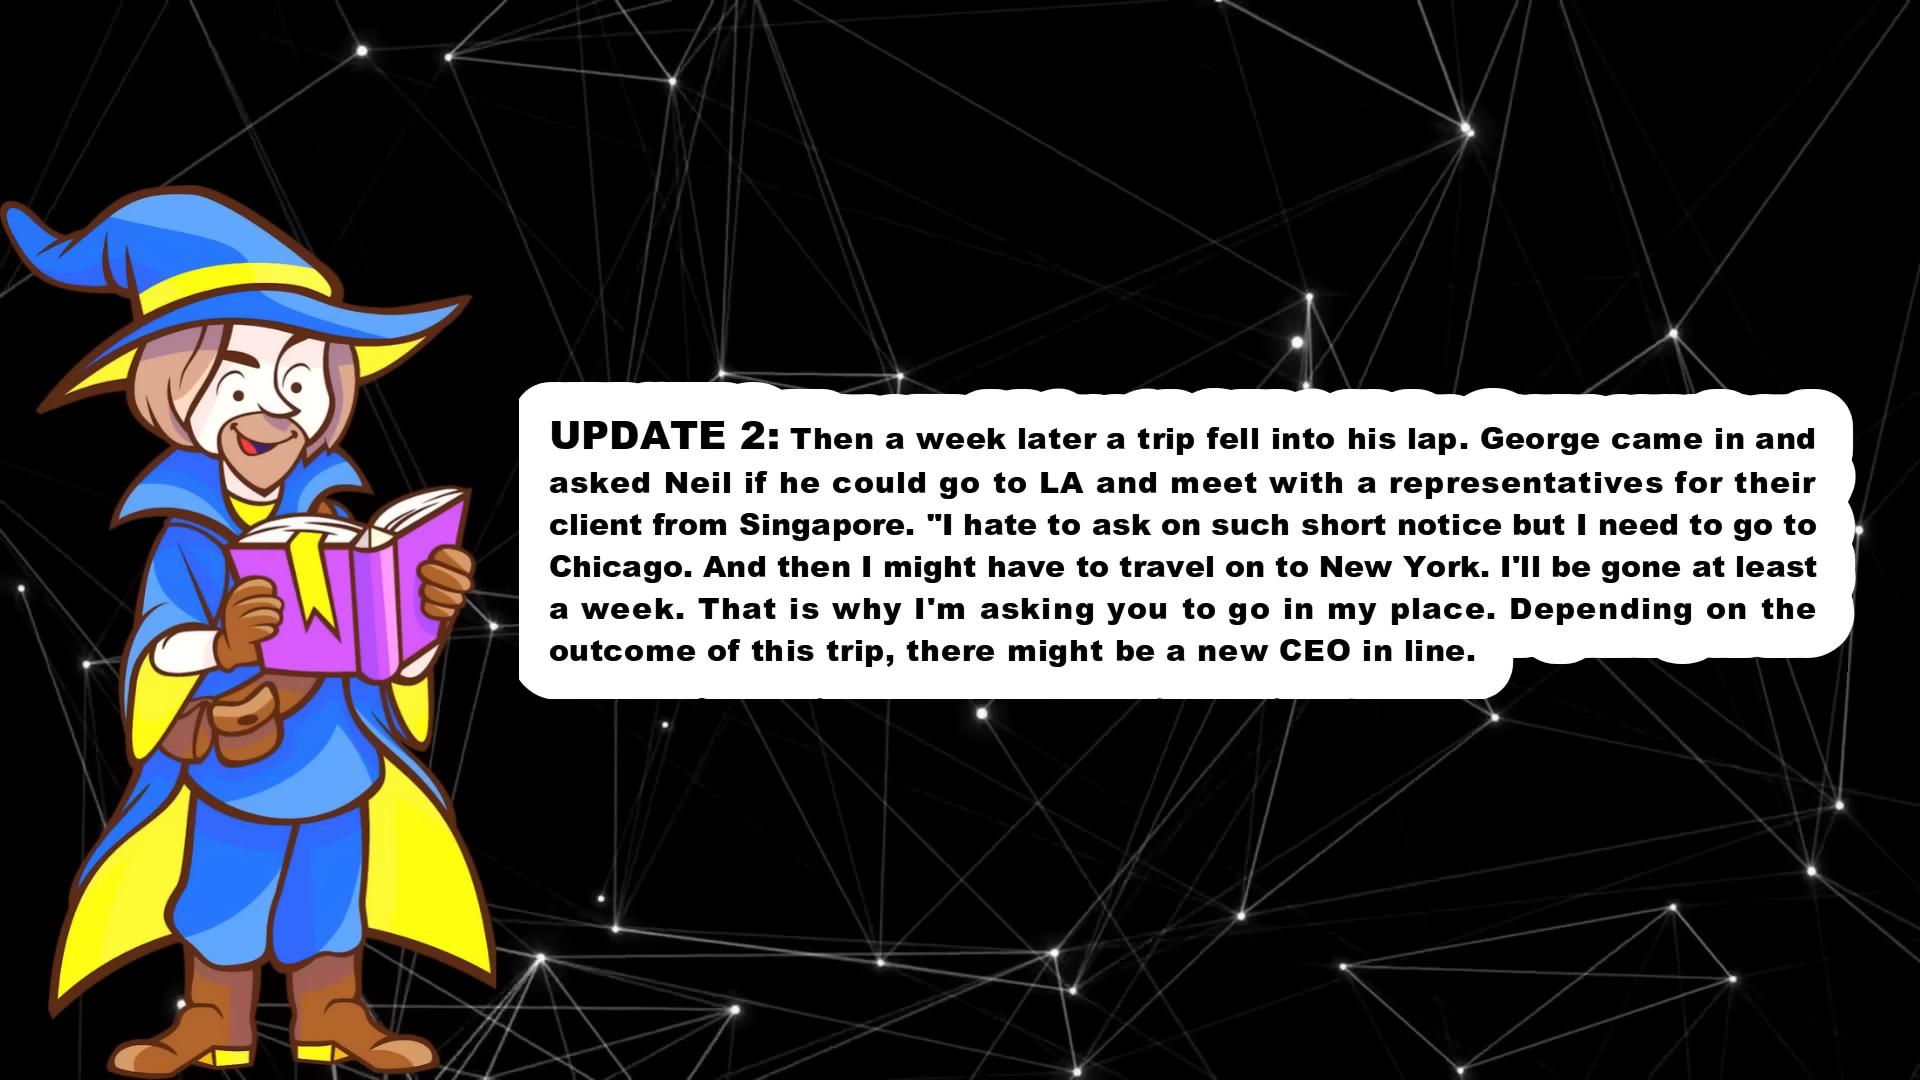 UPDATE 2: Then a week later a trip fell into his lap. George came in and
asked Neil if he could go to LA and meet with a representatives for their
client from Singapore. "I hate to ask on such short notice but I need to go to
Chicago. And then I might have to travel on to New York. I'll be gone at least
a week. That is why I'm asking you to go in my place. Depending on the
outcome of this trip, there might be a new CEO in line.